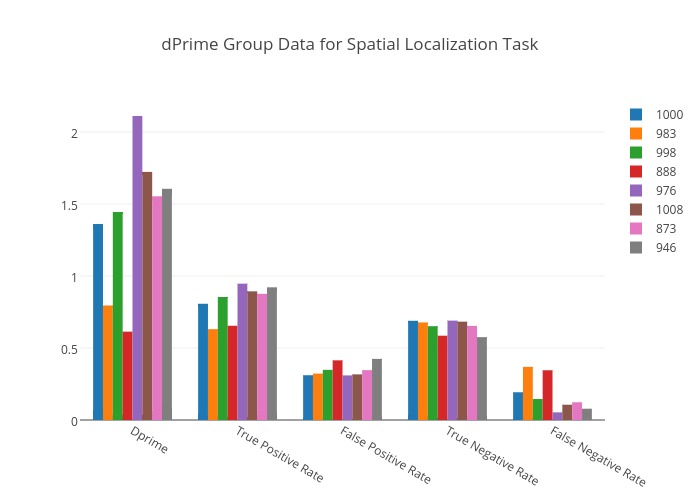 dPrime Group Data for Spatial Localization Task
2
1.5
1
0.5
0
Dprime
True Positive Rate
False Positive Rate
True Negative Rate
False Negative Rate
1000
983
998
888
976
1008
873
946